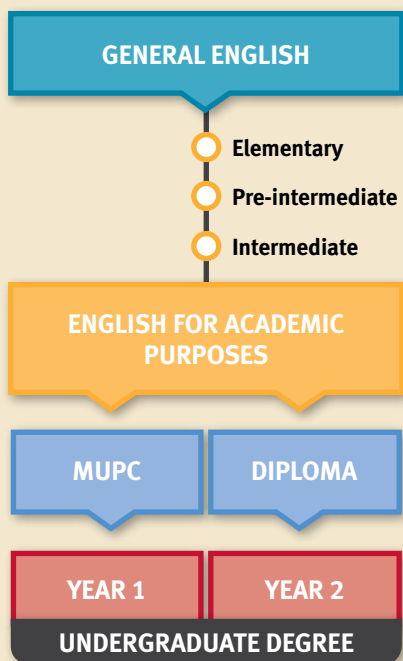 GENERAL ENGLISH
Elementary
Pre-intermediate
Intermediate
ENGLISH FOR ACADEMIC
PURPOSES
MUPC
DIPLOMA
YEAR 1
YEAR 2
UNDERGRADUATE DEGREE